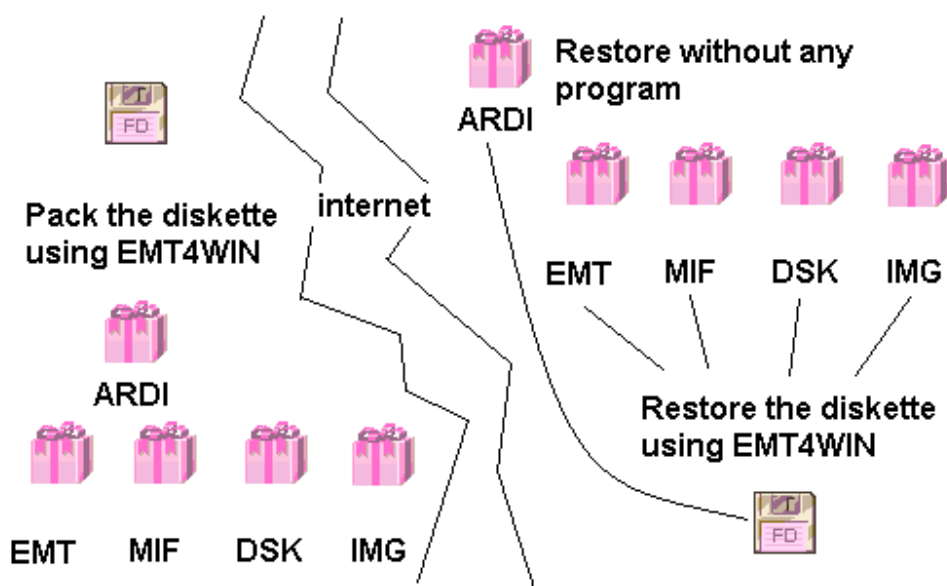 FD
Pack the diskette
using EMT4WIN
ARDI
EMT MIF DSK IMG
internet
ARDI
Restore without any
program
EMT MIF DSK IMG
Restore the diskette
using EMT4WIN
FD